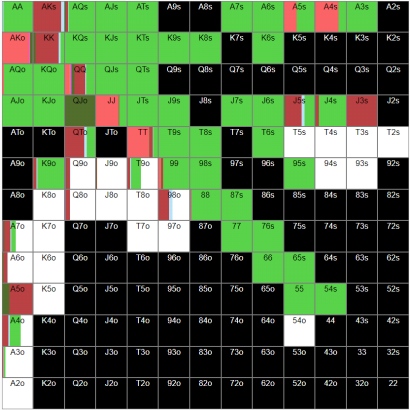 AA AKs AQs AJs ATs A9s A8s A7s A6s A5s A4s A3s A2s
AKo KK KQs KJs KTs K9s K8s K7s K6s K5s K4s K3s K2s
AQo KQo QQ QJs QTs Q9s Q8s Q7s Q6s Q5s Q4s Q3s Q2s
AJo KJo QJo JJ JTs J9s J8s J7s J6s J5s J4s J3s J2s
ATo KTo QTo JTo TT T9s T8s T7s T6s T5s T4s T3s T2s
A9o K9o Q9o J9o T9o 99 98s 97s 96s 95s 94s 93s 92s
A8o K8o Q8o J8o T8o 98o 88 87s 86s 85s 84s 83s 82s
A7o K7o Q7o J7o T7o 97o 87o 77 76s 75s 74s 73s 72s
A6o K6o Q6o J6o T6o 96o 86o 76o 66 65s 64s 63s 62s
A5o K5o Q5o J5o T5o 95o 85o 75o 65o 55 54s 53s 52s
A4o K4o Q4o J4o T4o 94o 84o 74o 64o 54o 44 43s 42s
A3o K3o Q3o J3o T3o 93o 83o 73o 63o 53o 43o 33 32s
A2o K2o Q2o J2o T2o 92o 82o 72o 62o 52o 42o 32o 22